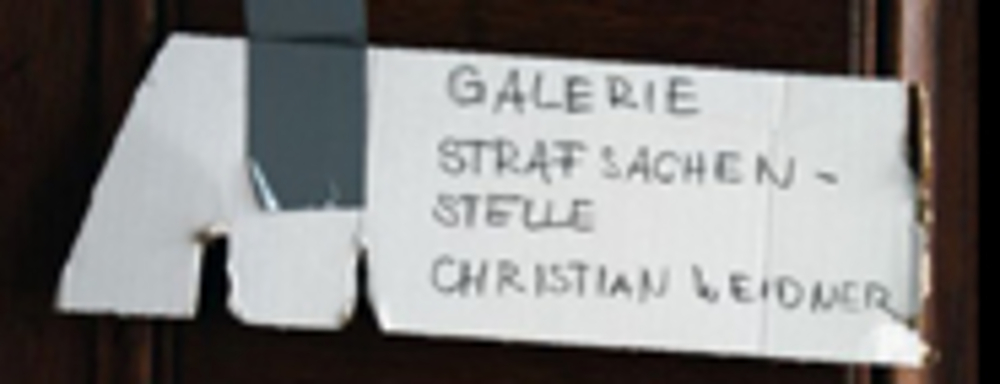 GALERIE
STRAFSACHEN-
STELLE
CHRISTIAN WEIDNER